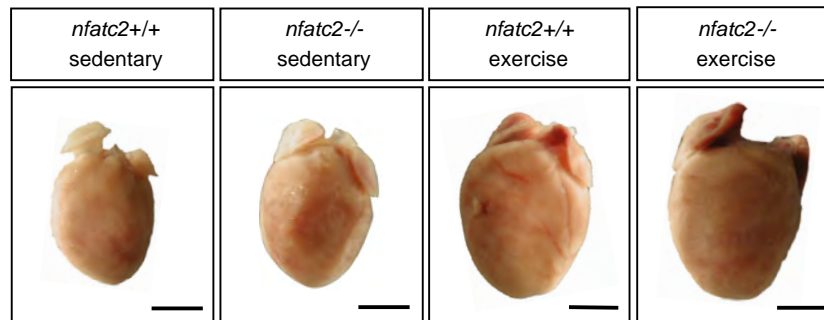 nfatc2+/+
sedentary
nfatc2-/-
sedentary
nfatc2+/+
exercise
nfatc2-/-
exercise